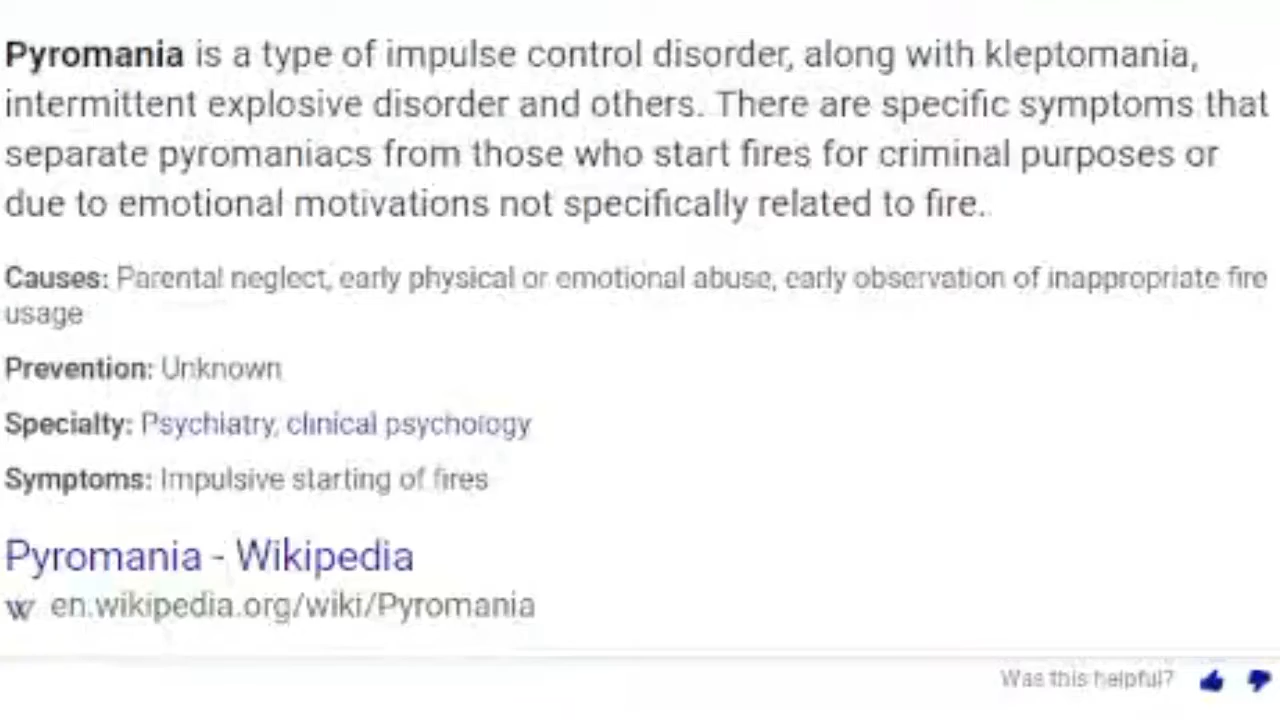 Pyromania is a type of impulse control disorder, along with kleptomania,
intermittent explosive disorder and others. There are specific symptoms that
separate pyromaniacs from those who start fires for criminal purposes or
due to emotional motivations not specifically related to fire.
Causes: Parental neglect, early physical or emotional abuse, early observation of inappropriate fire
usage
Prevention: Unknown
Specialty: Psychiatry, clinical psychology
Symptoms: Impulsive starting of fires
Pyromania - Wikipedia
W en.wikipedia.org/wiki/Pyromania
Was this helpful?